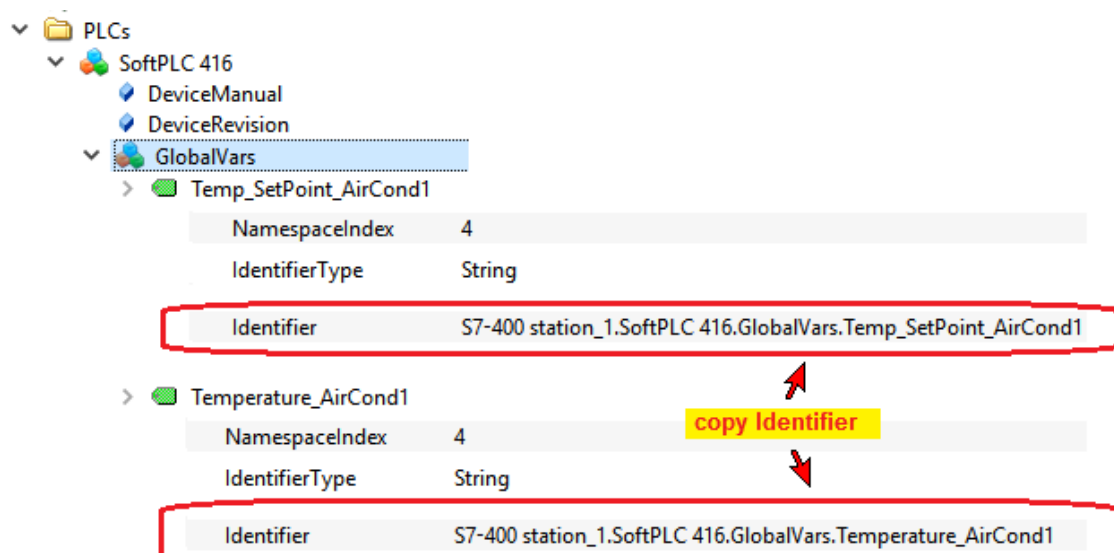 PLCs
SoftPLC 416
DeviceManual
DeviceRevision
GlobalVars
Temp_SetPoint_AirCond1
NamespaceIndex 4
IdentifierType String
Identifier S7-400 station_1.SoftPLC 416.GlobalVars.Temp_SetPoint_AirCond1
Temperature_AirCond1
copy Identifier
NamespaceIndex 4
IdentifierType String
Identifier S7-400 station_1.SoftPLC 416.GlobalVars.Temperature_AirCond1